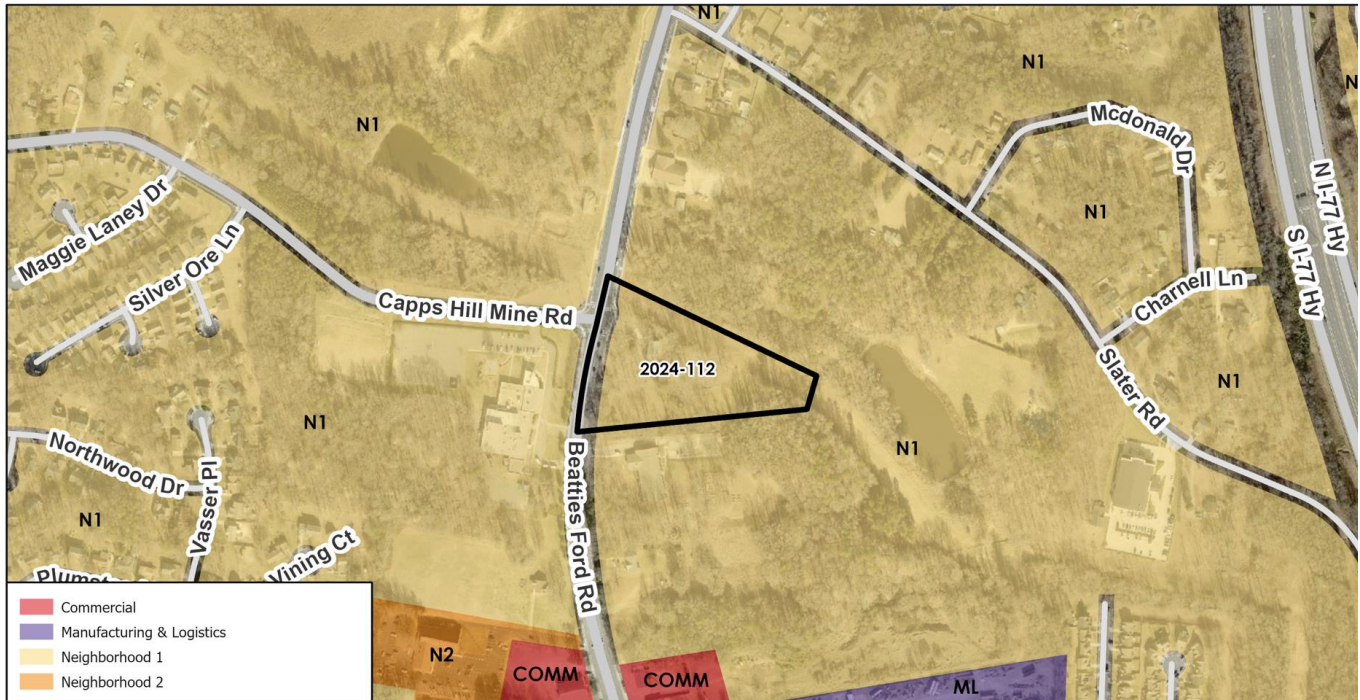 N1
N1
N1
Mcdonald Dr
N1
N1
Maggie Laney Dr
Silver Ore Ln
Capps Hill Mine Rd
Charnell Ln
N I-77 Hy
S I-77 Hy
2024-112
Slater Rd
N1
N1
N1
Northwood Dr
Vasser Pl
N1
Beatties Ford Rd
Vining Ct
Commercial
Manufacturing & Logistics
Neighborhood 1
Neighborhood 2
N2
COMM
COMM
ML